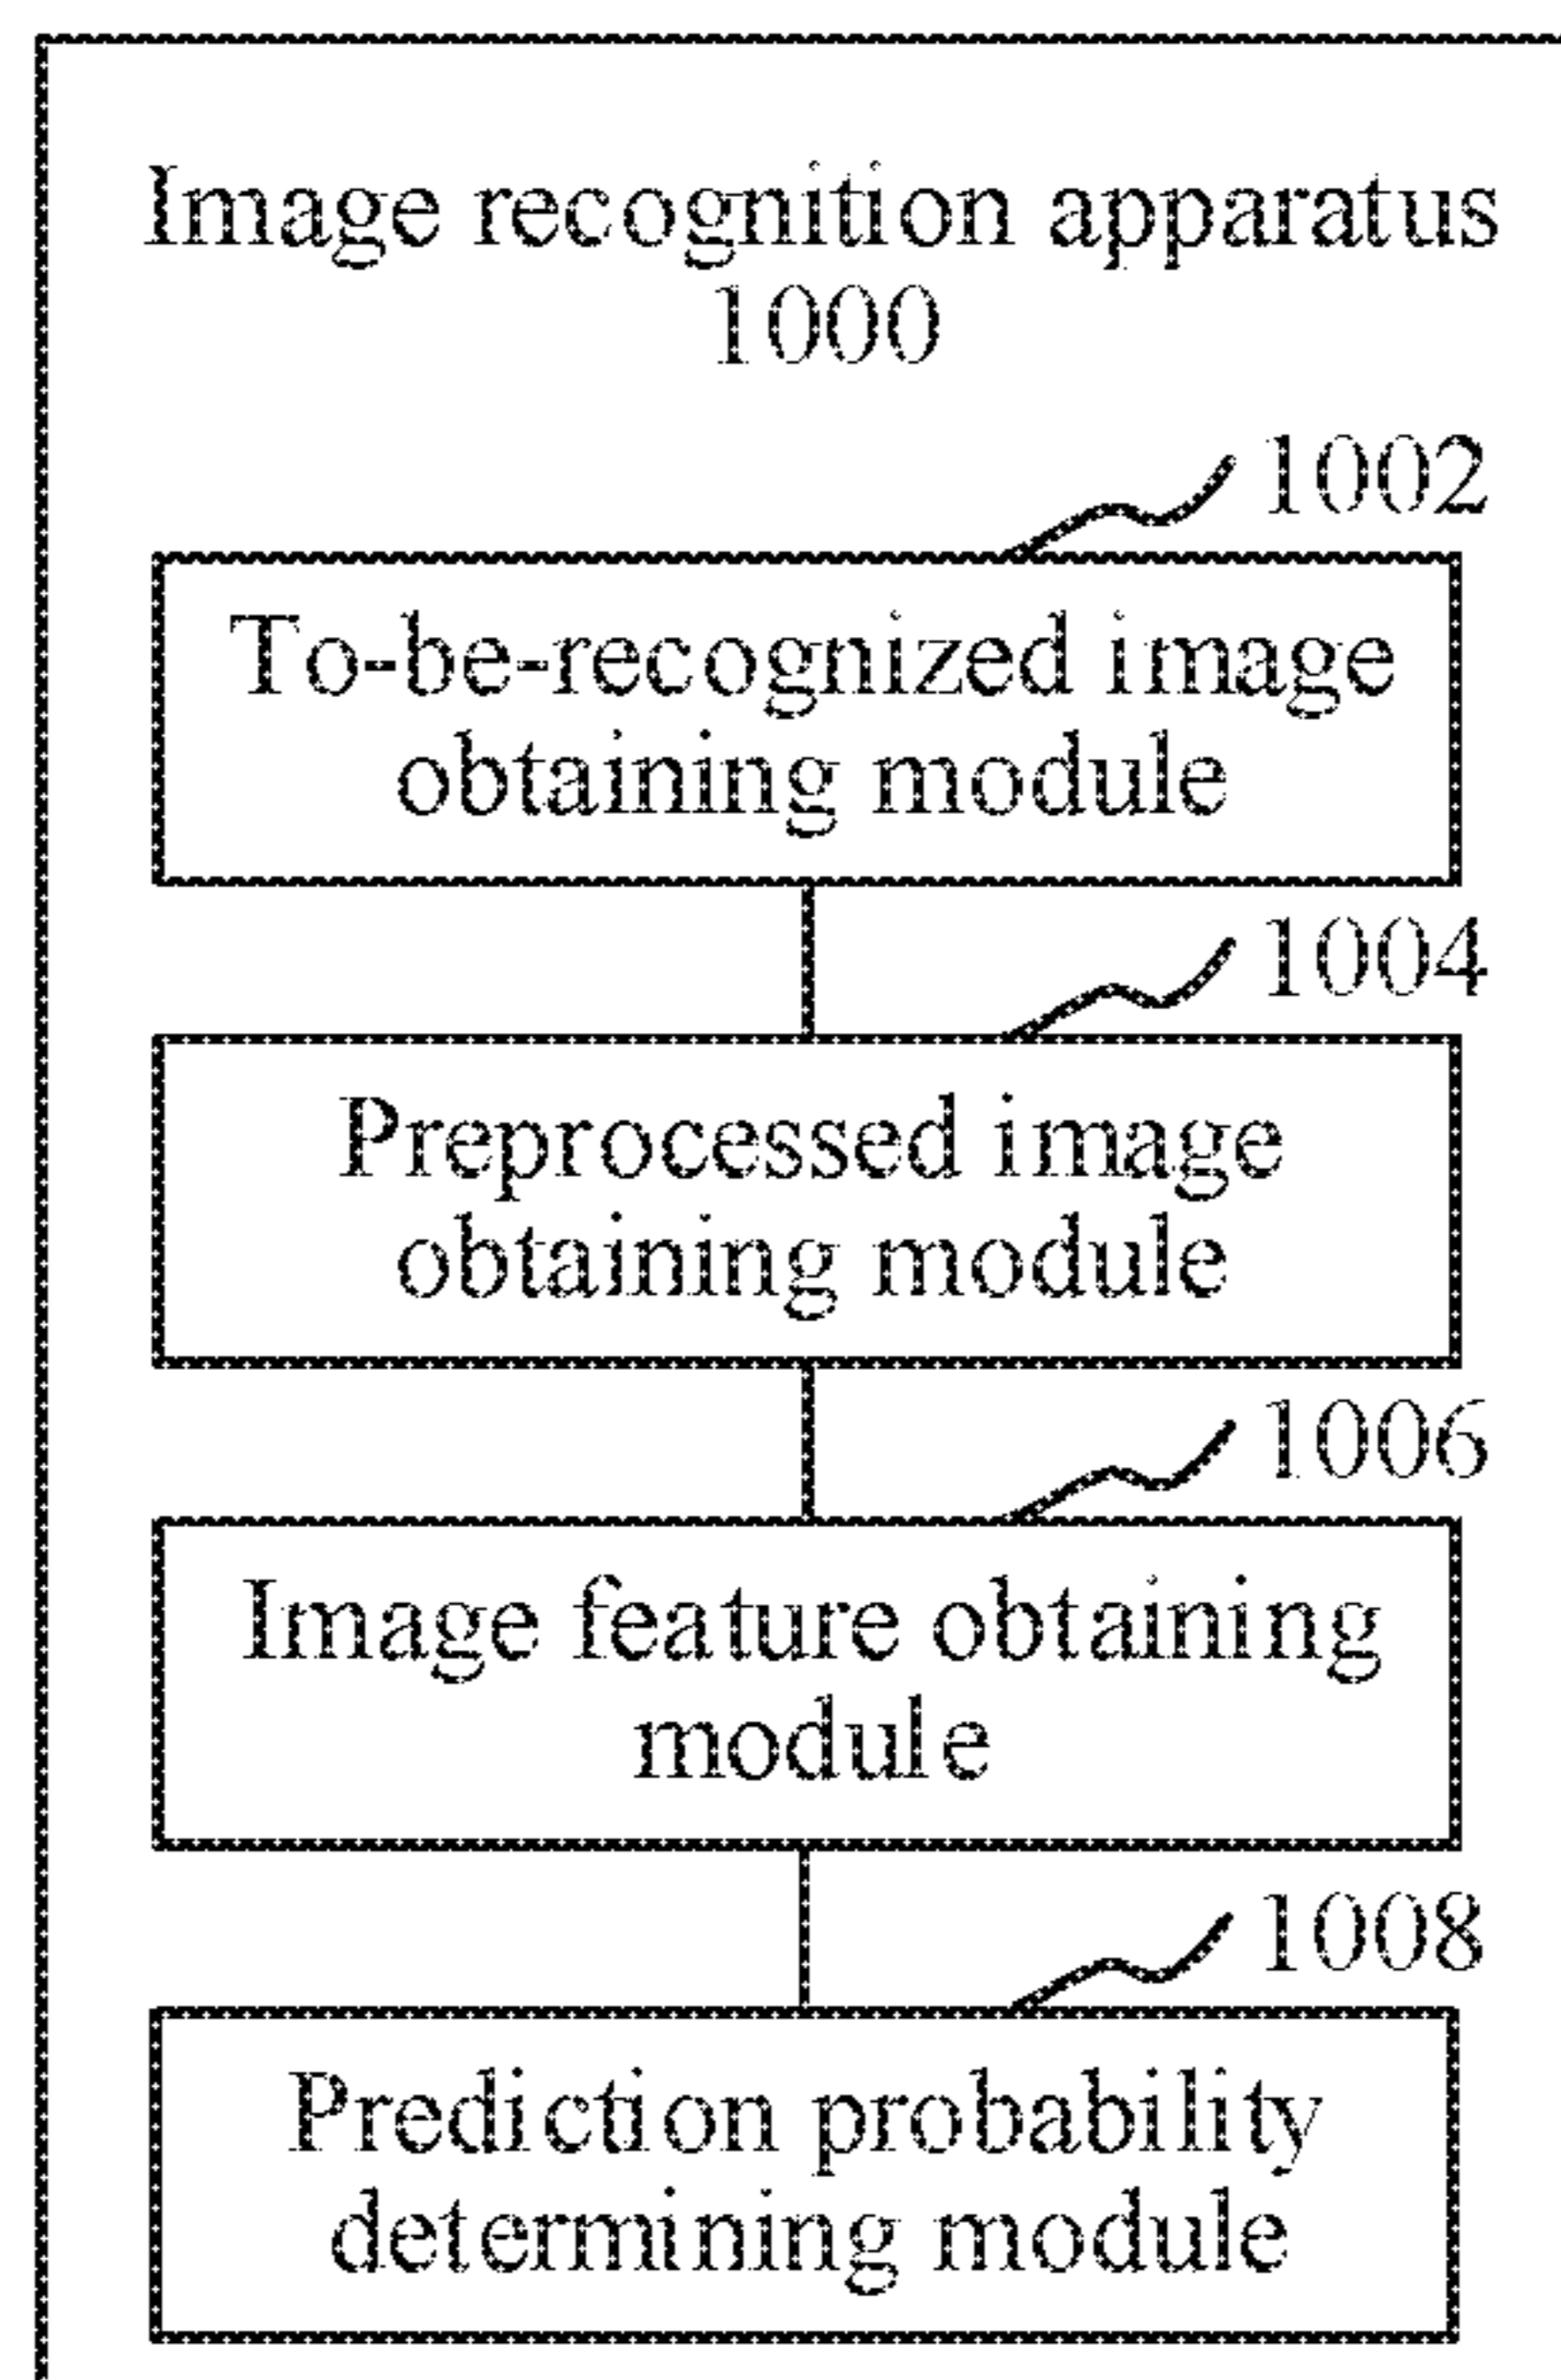 Image recognition apparatus
1000
1002
To-be-recognized image
obtaining module
1004
Preprocessed image
obtaining module
1006
Image feature obtaining
module
1008
Prediction probability
determining module